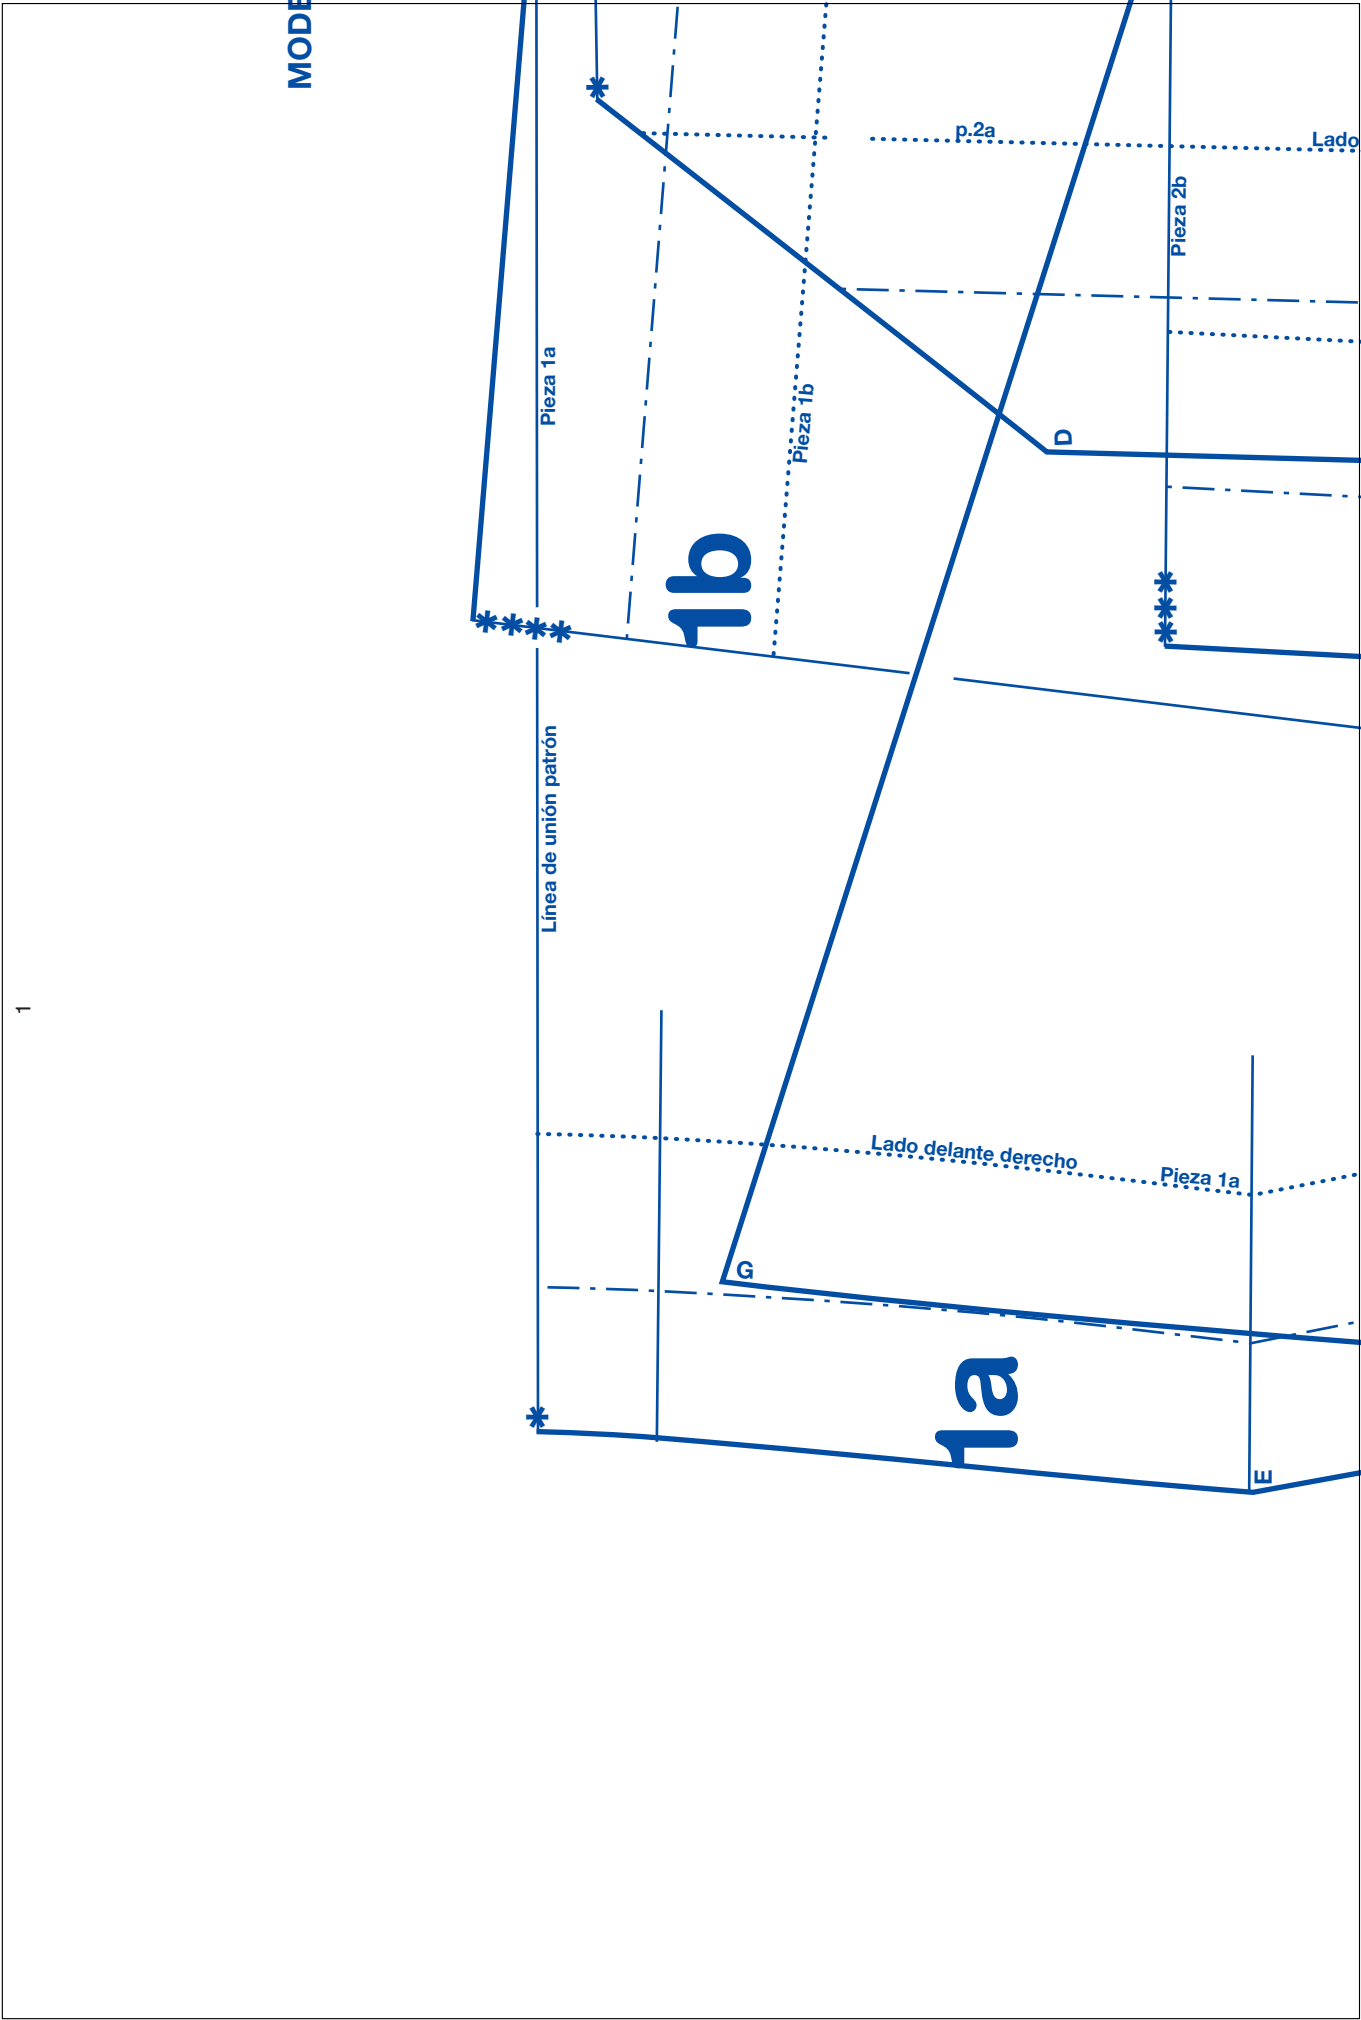 MODE
p.2a
Lado
Pieza 2b
Pieza 1a
Pieza 1b
D
1b
Línea de unión patrón
1
Lado delante derecho
Pieza 1a
G
1a
E